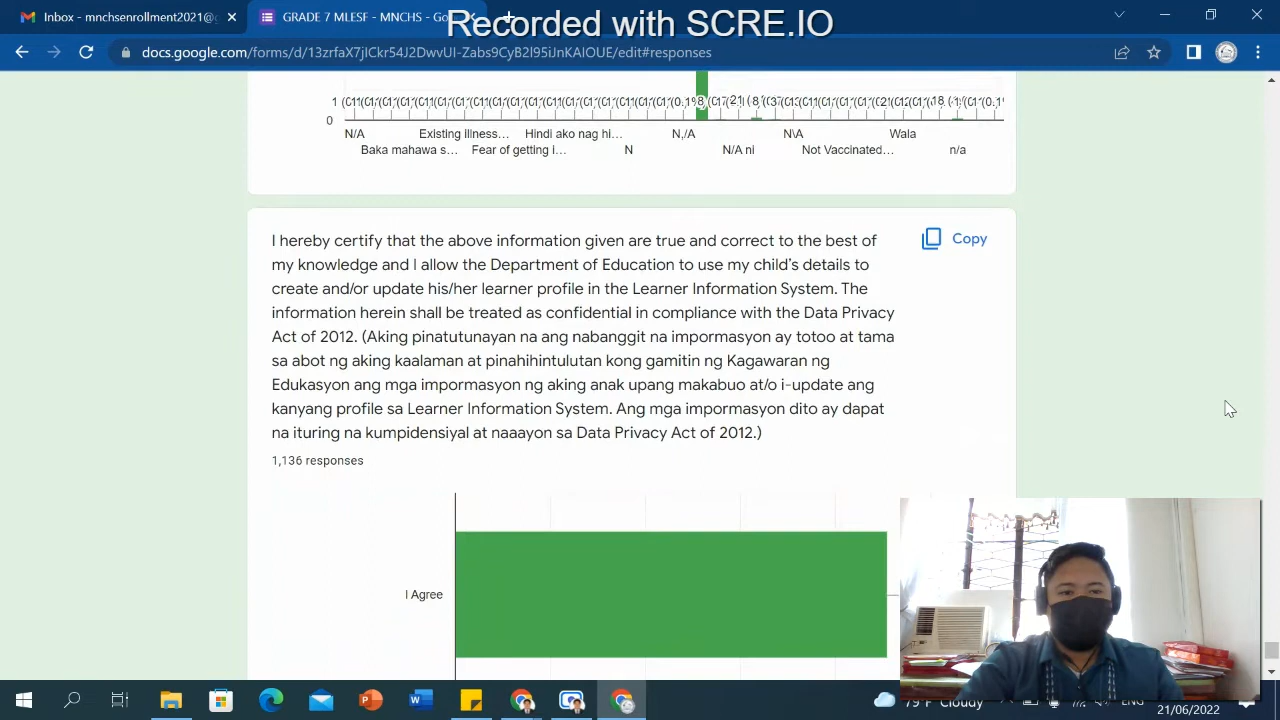 Recorded with SCRE.IO
Inbox - mnchsenrollment2021@
GRADE 7 MLESF - MNCHS - Go
docs.google.com/forms/d/13zrfaX7jICkr54J2DwvUI-Zabs9CyB2l95iJnKAIOUE/edit#responses
1
0
N/A
Existing illness...
Hindi ako nag hi...
N,/A
N\A
Wala
Baka mahawa s...
Fear of getting i...
N
N/A ni
Not Vaccinated...
n/a
I hereby certify that the above information given are true and correct to the best of
my knowledge and I allow the Department of Education to use my child's details to
create and/or update his/her learner profile in the Learner Information System. The
information herein shall be treated as confidential in compliance with the Data Privacy
Act of 2012. (Aking pinatutunayan na ang nabanggit na impormasyon ay totoo at tama
sa abot ng aking kaalaman at pinahihintulutan kong gamitin ng Kagawaran ng
Edukasyon ang mga impormasyon ng aking anak upang makabuo at/o i-update ang
kanyang profile sa Learner Information System. Ang mga impormasyon dito ay dapat
na ituring na kumpidensiyal at naaayon sa Data Privacy Act of 2012.)
Copy
1,136 responses
I Agree
79°F Cloudy
ENG
21/06/2022